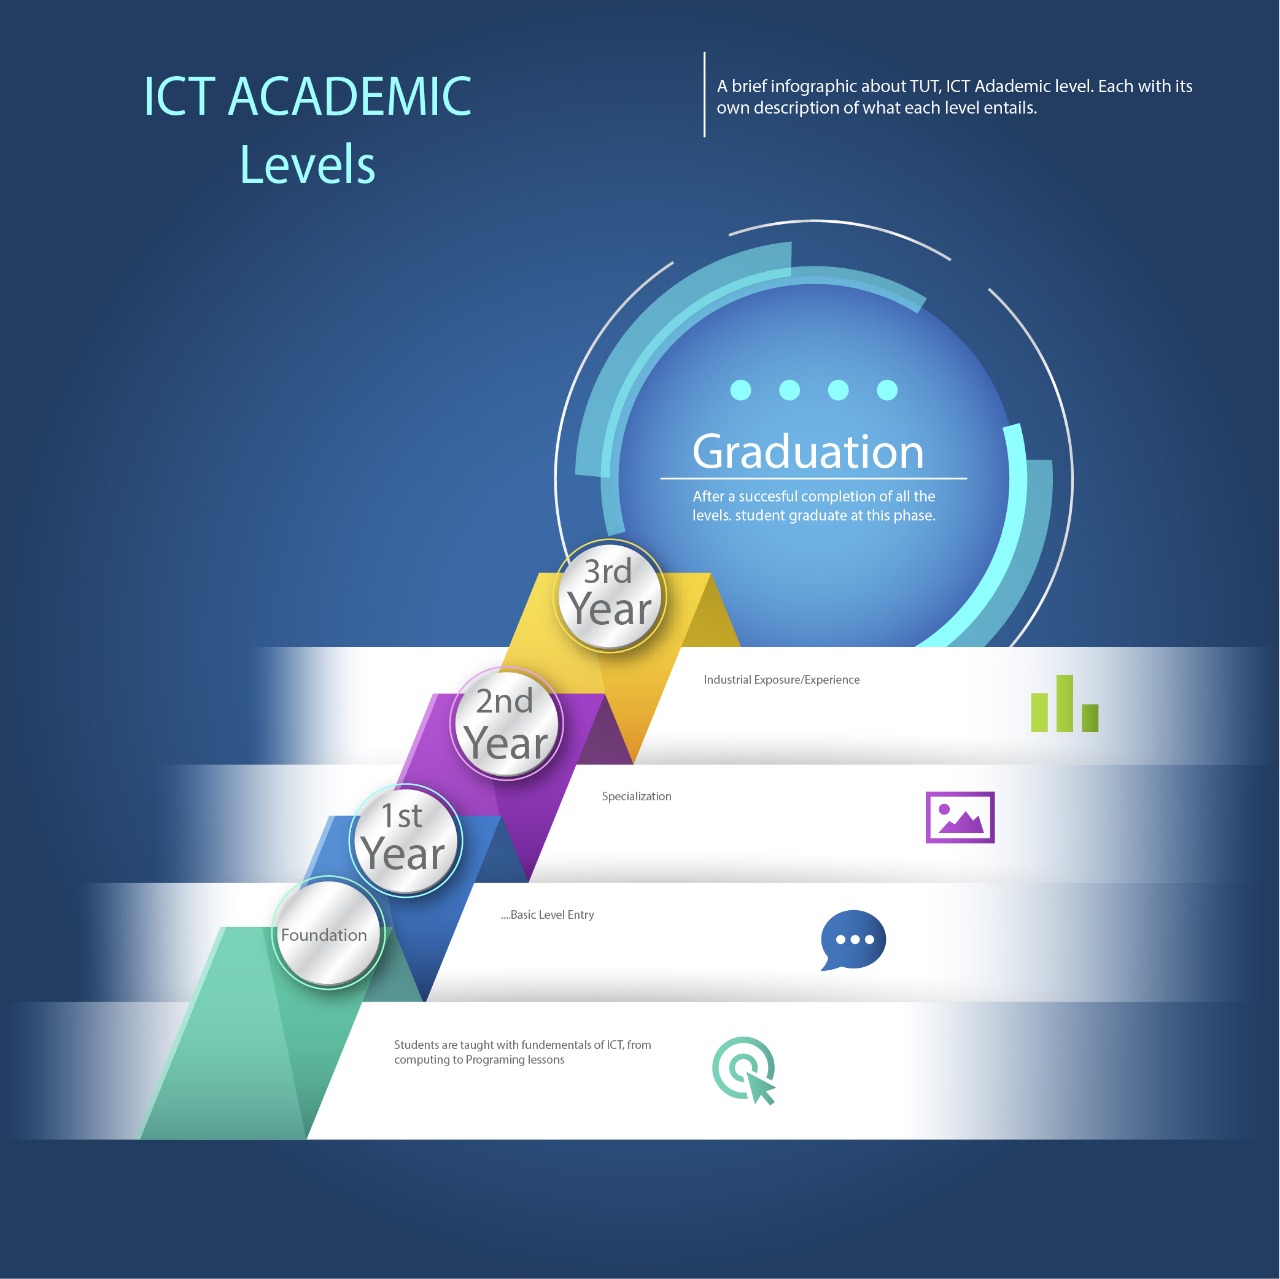 ICT ACADEMIC
Levels
A brief infographic about TUT, ICT Adademic level. Each with its
own description of what each level entails.
Graduation
After a succesful completion of all the
levels. student graduate at this phase.
3rd
Year
Industrial Exposure/Experience
2nd
Year
Specialization
1st
Year
....Basic Level Entry
Foundation
Students are taught with fundementals of ICT, from
computing to Programing lessons